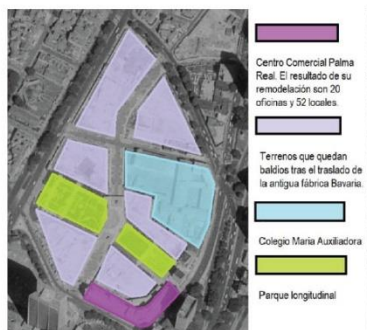 Centro Comercial Palma
Real. El resultado de su
remodelación son 20
oficinas y 52 locales.
Terrenos que quedan
baldíos tras el traslado de
la antigua fábrica Bavaria.
Colegio Maria Auxiliadora
Parque longitudinal